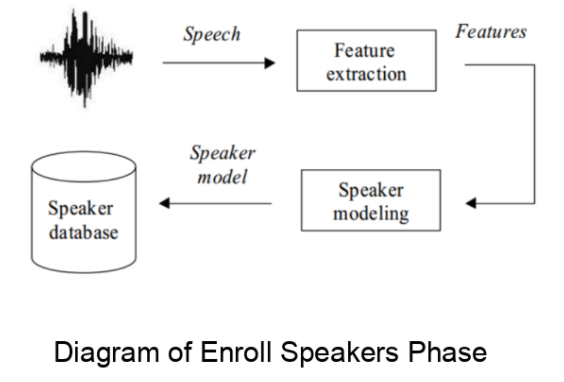 Speech
Feature
extraction
Features
Speaker
model
Speaker
modeling
Speaker
database
Diagram of Enroll Speakers Phase